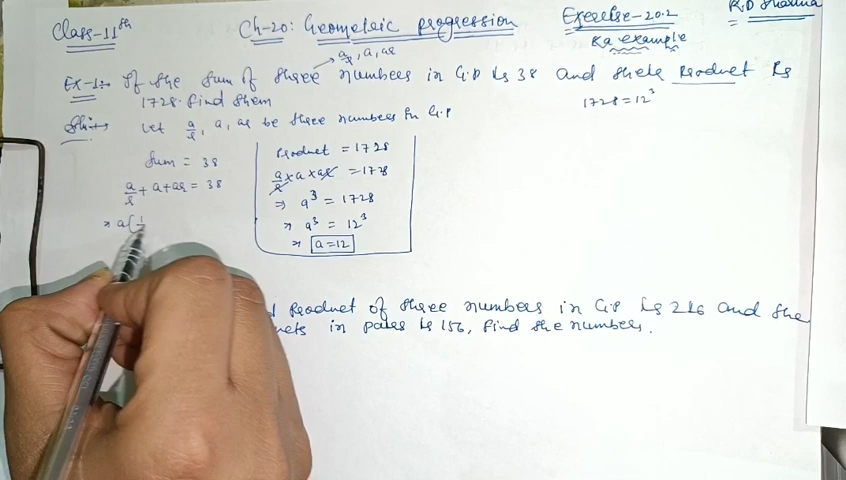 Class-11th Ch-20: Geometric progression Exercise-20.2 R.D Sharma
Ka example
a/r, a, ar
Ex-1:- If the sum of three numbers in G.P is 38 and their Product is
1728. find them 1728 = 12³
Let a/r, a, ar be three numbers in G.P
Sum = 38
a/r + a + ar = 38
⇒ a(1
Product = 1728
a/r × a × ar = 1728
⇒ a³ = 1728
⇒ a³ = 12³
⇒ a = 12
Product of three numbers in G.P is 216 and the
in pairs is 156, find the numbers.